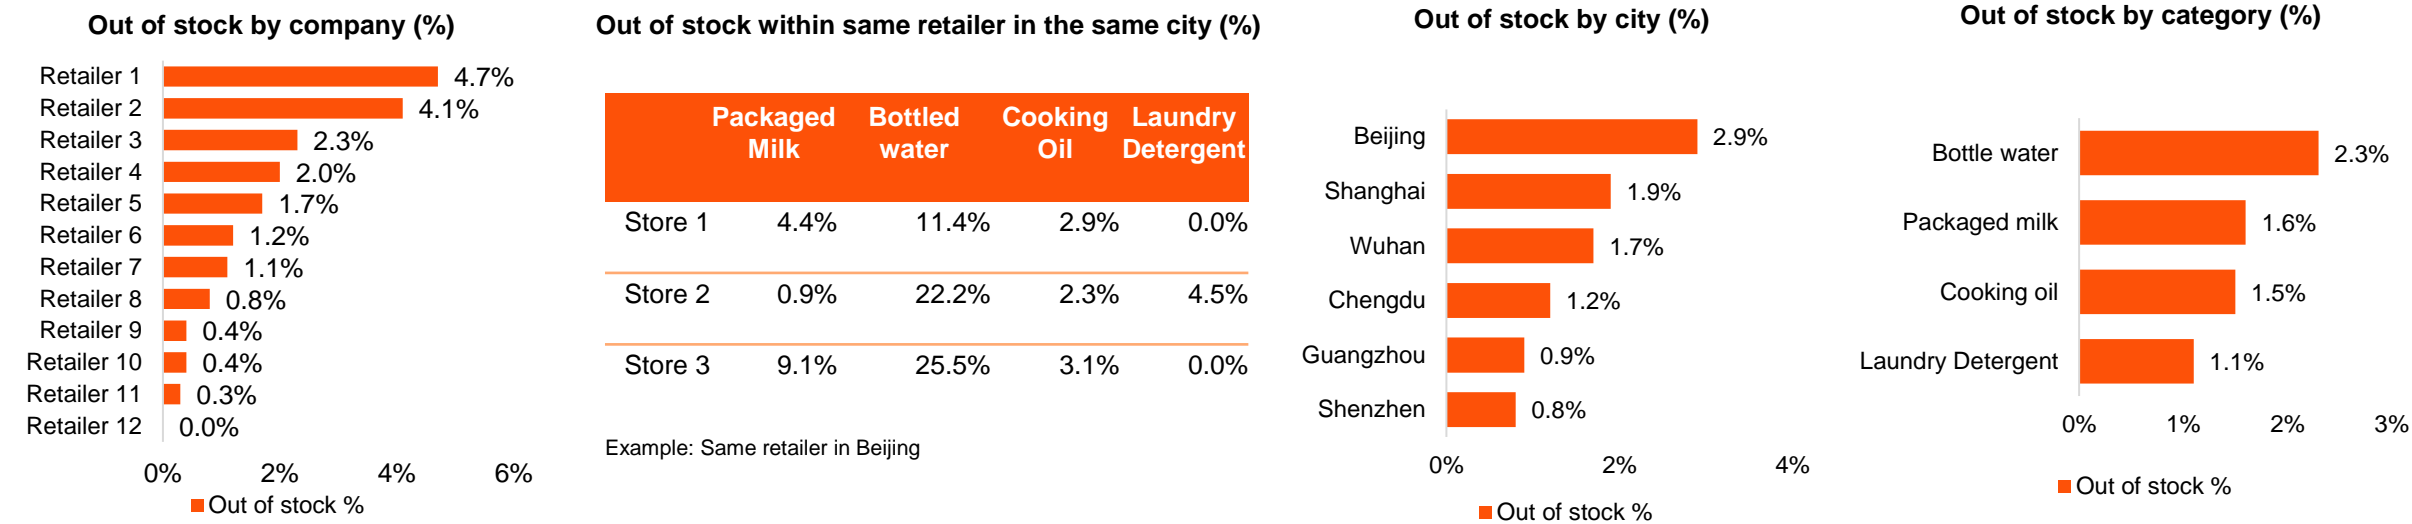 Out of stock by company (%)
Retailer 1 4.7%
Retailer 2 4.1%
Retailer 3 2.3%
Retailer 4 2.0%
Retailer 5 1.7%
Retailer 6 1.2%
Retailer 7 1.1%
Retailer 8 0.8%
Retailer 9 0.4%
Retailer 10 0.4%
Retailer 11 0.3%
Retailer 12 0.0%
0% 2% 4% 6%
Out of stock %
Out of stock within same retailer in the same city (%)
Packaged Bottled Cooking Laundry
Milk water Oil Detergent
Store 1 4.4% 11.4% 2.9% 0.0%
Store 2 0.9% 22.2% 2.3% 4.5%
Store 3 9.1% 25.5% 3.1% 0.0%
Example: Same retailer in Beijing
Out of stock by city (%)
Beijing 2.9%
Shanghai 1.9%
Wuhan 1.7%
Chengdu 1.2%
Guangzhou 0.9%
Shenzhen 0.8%
0% 2% 4%
Out of stock %
Out of stock by category (%)
Bottle water 2.3%
Packaged milk 1.6%
Cooking oil 1.5%
Laundry Detergent 1.1%
0% 1% 2% 3%
Out of stock %